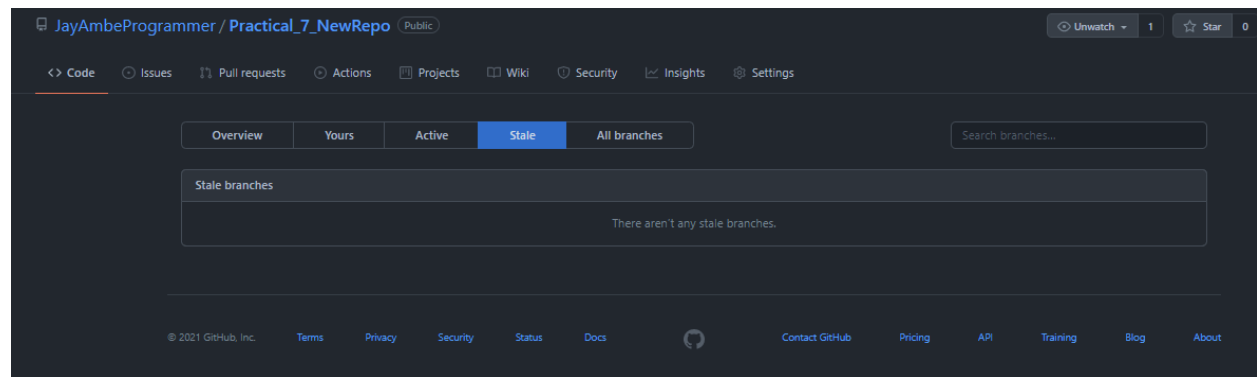 JayAmbeProgrammer / Practical_7_NewRepo Public Unwatch 1 Star 0
<> Code Issues Pull requests Actions Projects Wiki Security Insights Settings
Overview Yours Active Stale All branches Search branches...
Stale branches
There aren't any stale branches.
© 2021 GitHub, Inc. Terms Privacy Security Status Docs Contact GitHub Pricing API Training Blog About